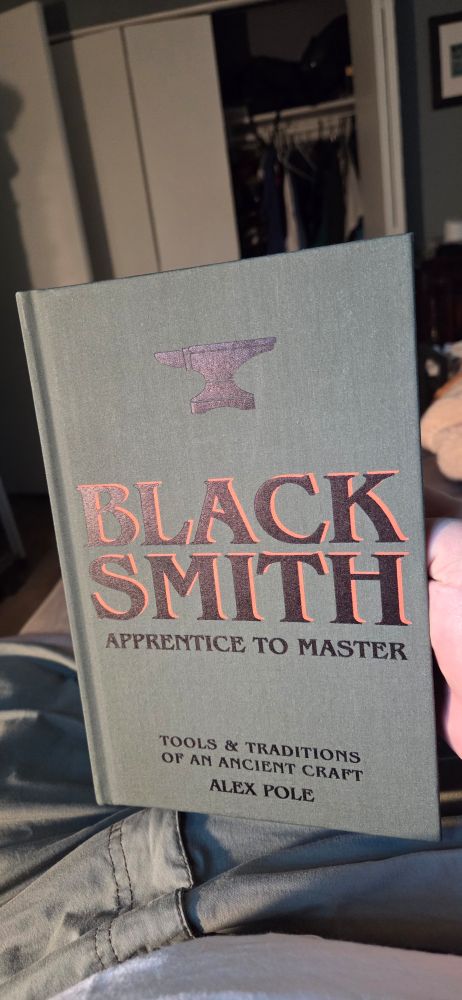 BLACK
SMITH
APPRENTICE TO MASTER
TOOLS & TRADITIONS
OF AN ANCIENT CRAFT
ALEX POLE